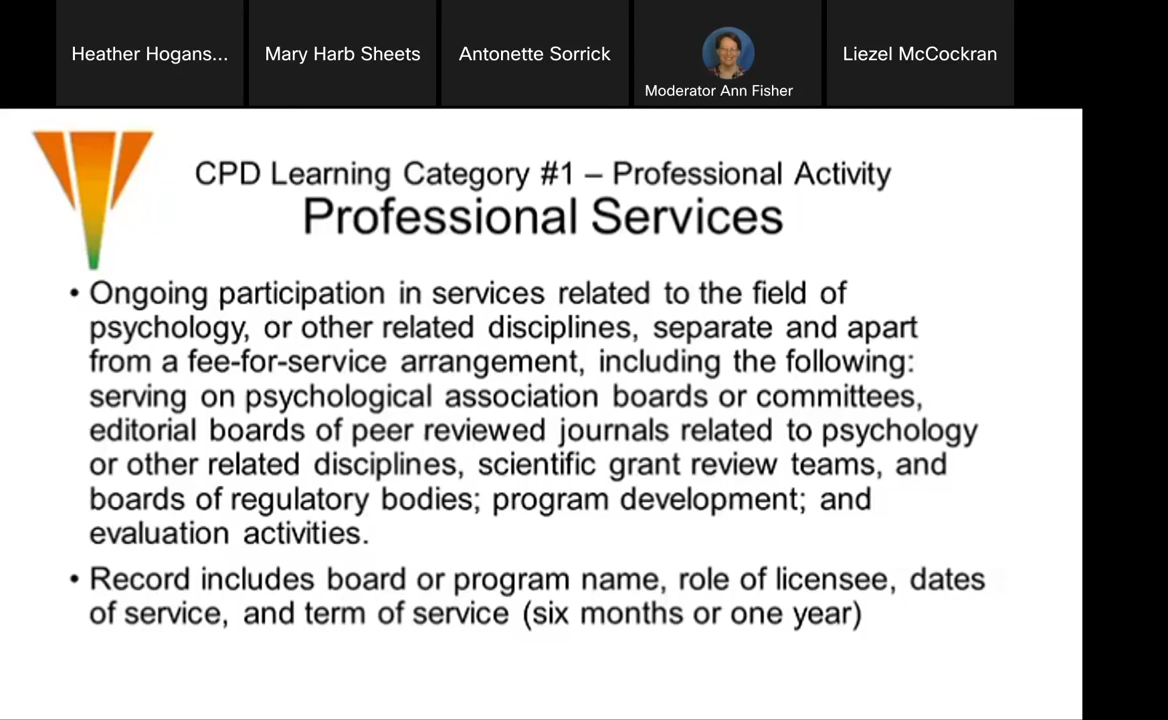 Heather Hogans...
Mary Harb Sheets
Antonette Sorrick
Moderator Ann Fisher
Liezel McCockran
CPD Learning Category #1 – Professional Activity
Professional Services
• Ongoing participation in services related to the field of
psychology, or other related disciplines, separate and apart
from a fee-for-service arrangement, including the following:
serving on psychological association boards or committees,
editorial boards of peer reviewed journals related to psychology
or other related disciplines, scientific grant review teams, and
boards of regulatory bodies; program development; and
evaluation activities.
• Record includes board or program name, role of licensee, dates
of service, and term of service (six months or one year)